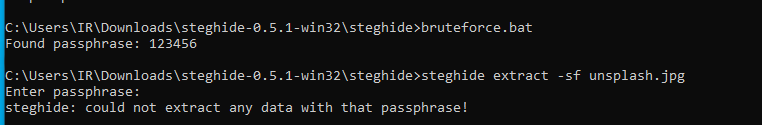 C:\Users\IR\Downloads\steghide-0.5.1-win32\steghide>bruteforce.bat
Found passphrase: 123456
C:\Users\IR\Downloads\steghide-0.5.1-win32\steghide>steghide extract -sf unsplash.jpg
Enter passphrase:
steghide: could not extract any data with that passphrase!